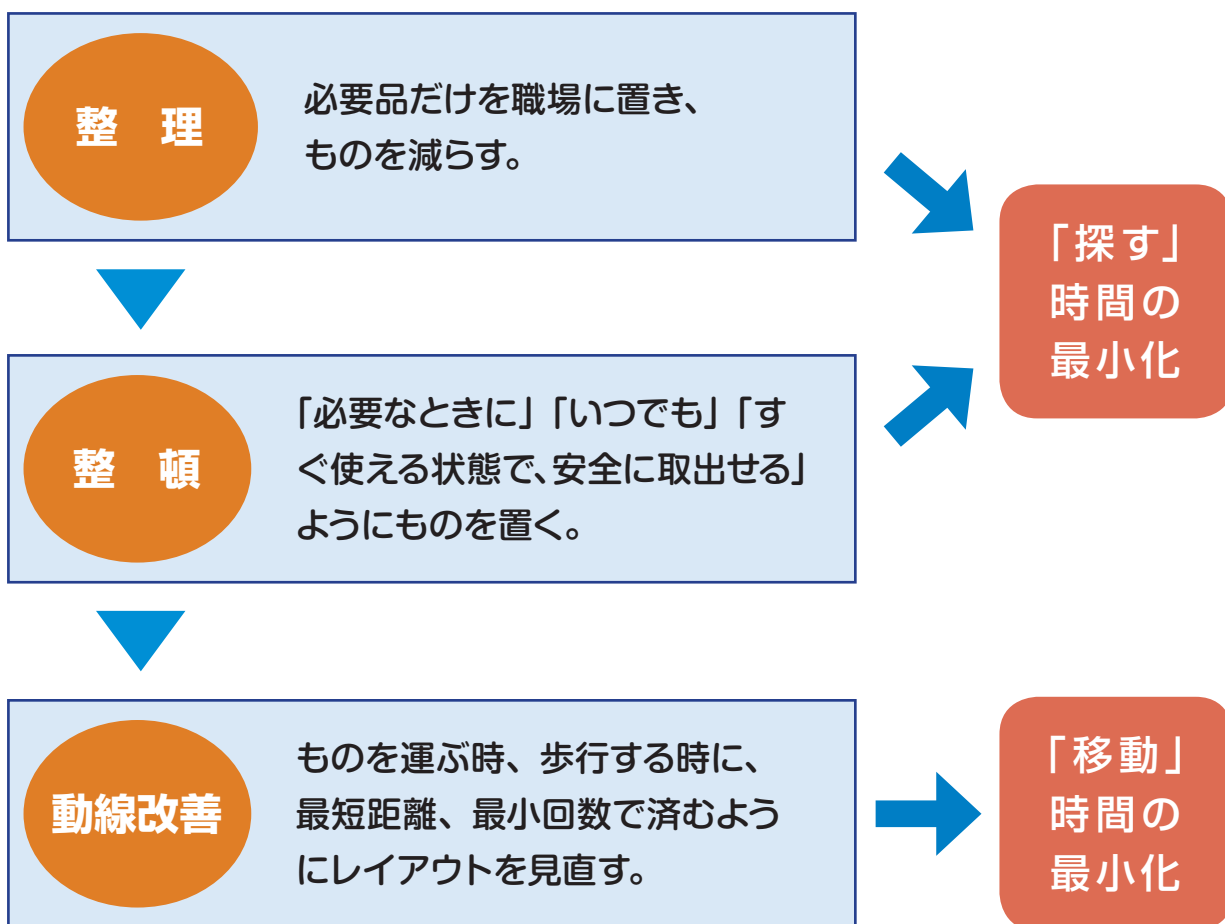 整 理
必要品だけを職場に置き、
ものを減らす。
「探す」
時間の
最小化
整 頓
「必要なときに」「いつでも」「す
ぐ使える状態で、安全に取出せる」
ようにものを置く。
動線改善
ものを運ぶ時、歩行する時に、
最短距離、最小回数で済むよう
にレイアウトを見直す。
「移動」
時間の
最小化